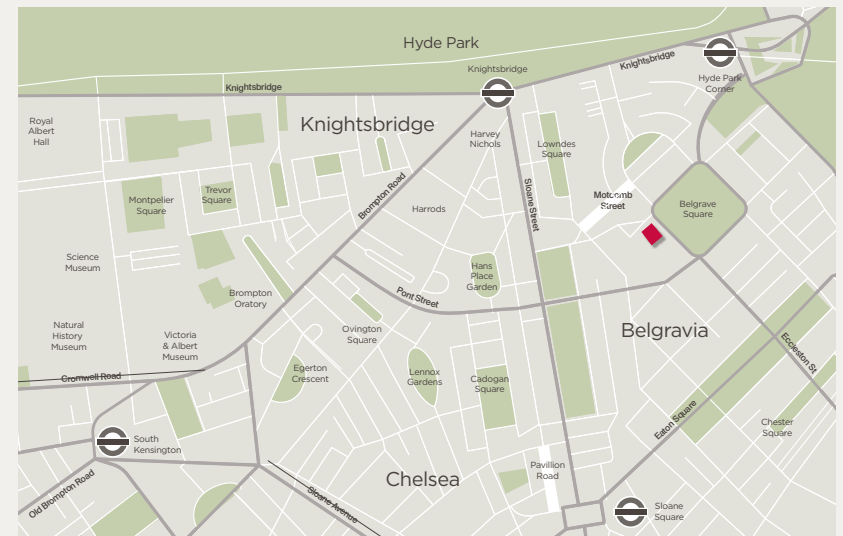 Hyde Park
Knightsbridge
Knightsbridge
Hyde Park
Corner
Knightsbridge
Royal
Albert
Hall
Knightsbridge
Harvey
Nichols
Lowndes
Square
Sloane Street
Brompton Road
Montpelier
Square
Trevor
Square
Motcomb
Street
Belgrave
Square
Harrods
Science
Museum
Hans
Place
Garden
Brompton
Oratory
Pont Street
Natural
History
Museum
Victoria
& Albert
Museum
Ovington
Square
Belgravia
Eccleston St
Cromwell Road
Egerton
Crescent
Lennox
Gardens
Cadogan
Square
Eaton Square
Chester
Square
South
Kensington
Chelsea
Pavillion
Road
Old Brompton Road
Sloane Avenue
Sloane
Square